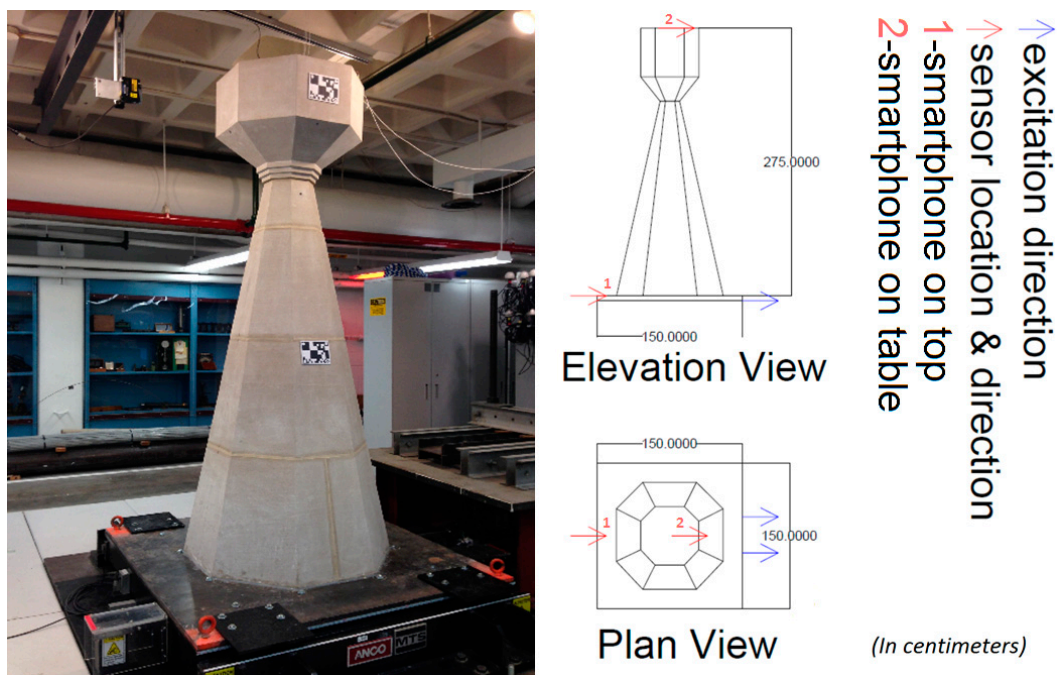 2
275.0000
1
150.0000
Elevation View
150.0000
1
2
150.0000
Plan View
excitation direction
sensor location & direction
1-smartphone on top
2-smartphone on table
(In centimeters)
ANCO
MTS